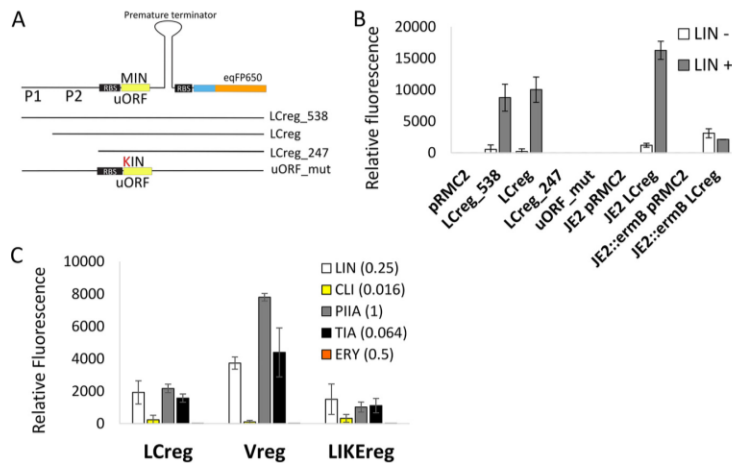 A
Premature terminator
RBS MIN RBS eqFP650
P1 P2 uORF
LCreg_538
LCreg
LCreg_247
KIN
RBS uORF_mut
uORF
B
Relative fluorescence
20000
15000
10000
5000
0
LIN -
LIN +
pRMC2
LCreg_538
LCreg
LCreg_247
uORF_mut
JE2 pRMC2
JE2 LCreg
JE2::ermB pRMC2
JE2::ermB LCreg
C
Relative Fluorescence
10000
8000
6000
4000
2000
0
LIN (0.25)
CLI (0.016)
PIIA (1)
TIA (0.064)
ERY (0.5)
LCreg Vreg LIKEreg